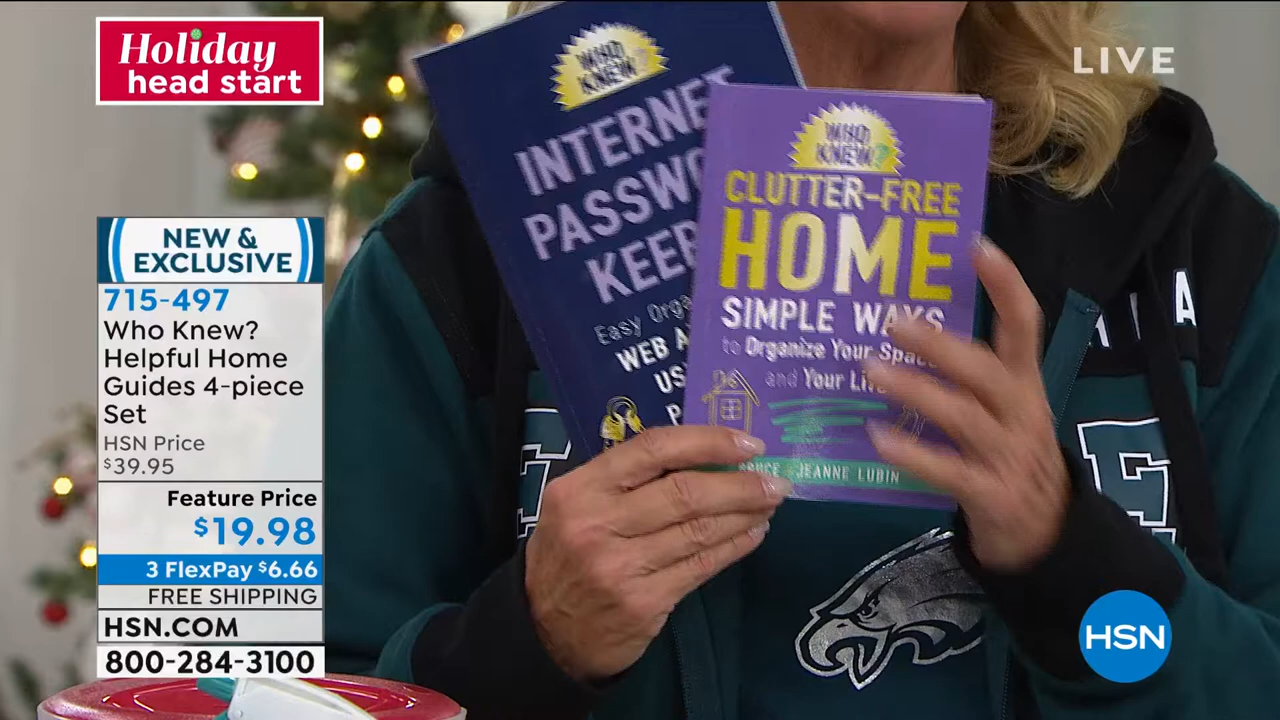 Holiday
head start
LIVE
NEW &
EXCLUSIVE
715-497
Who Knew?
Helpful Home
Guides 4-piece
Set
HSN Price
$39.95
Feature Price
$19.98
3 FlexPay $6.66
FREE SHIPPING
HSN.COM
800-284-3100
WHO
KNEW?
INTERNET
PASSWO
KEEP
Easy Orga
WEB A
US
P
WHO
KNEW?
CLUTTER-FREE
HOME
SIMPLE WAYS
to Organize Your Space
and Your Life
BRUCE JEANNE LUBIN
HSN